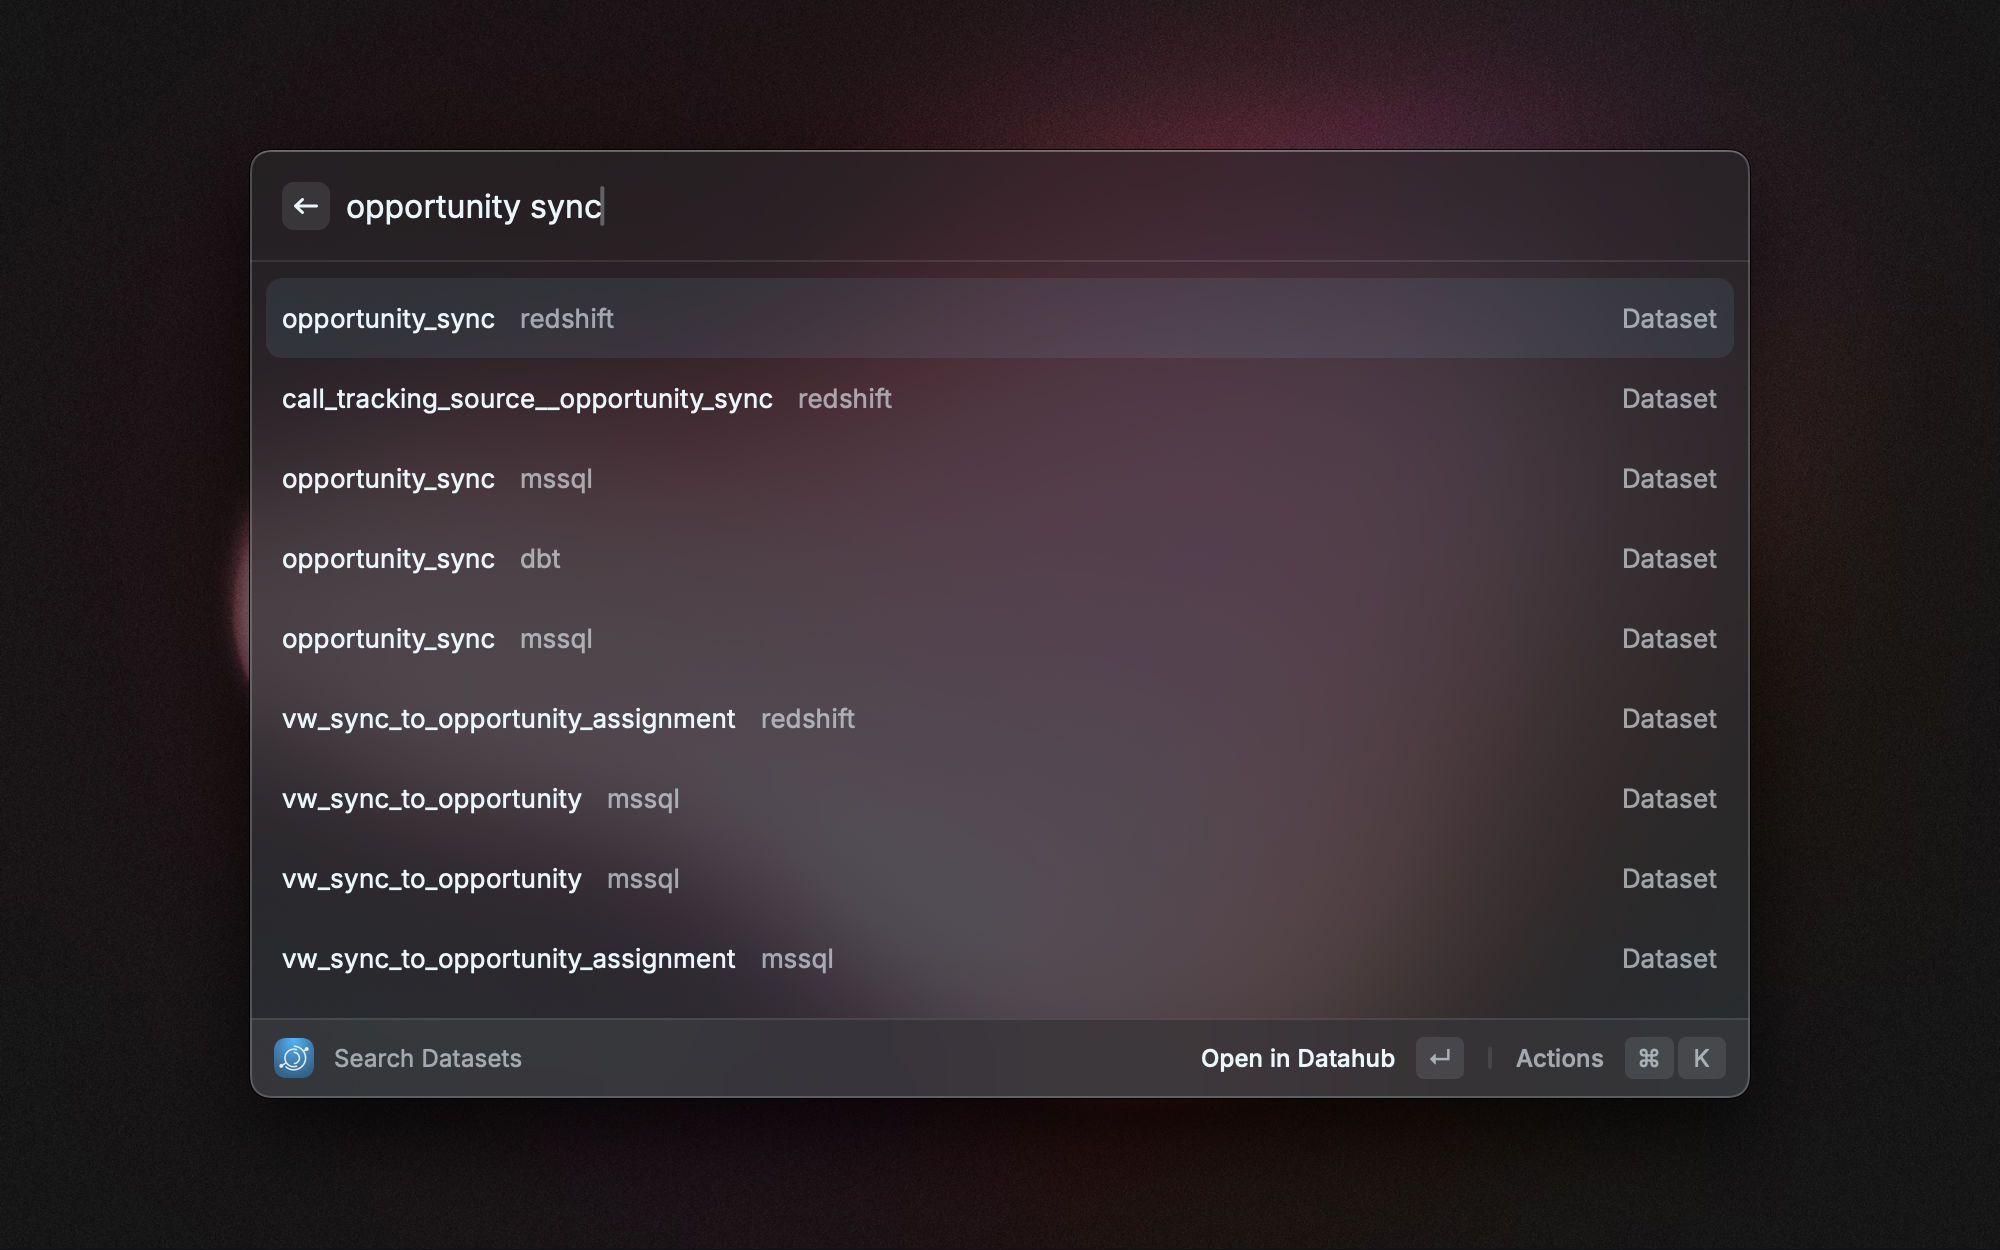 opportunity sync
opportunity_sync redshift Dataset
call_tracking_source__opportunity_sync redshift Dataset
opportunity_sync mssql Dataset
opportunity_sync dbt Dataset
opportunity_sync mssql Dataset
vw_sync_to_opportunity_assignment redshift Dataset
vw_sync_to_opportunity mssql Dataset
vw_sync_to_opportunity mssql Dataset
vw_sync_to_opportunity_assignment mssql Dataset
Search Datasets Open in Datahub ↵ | Actions ⌘ K